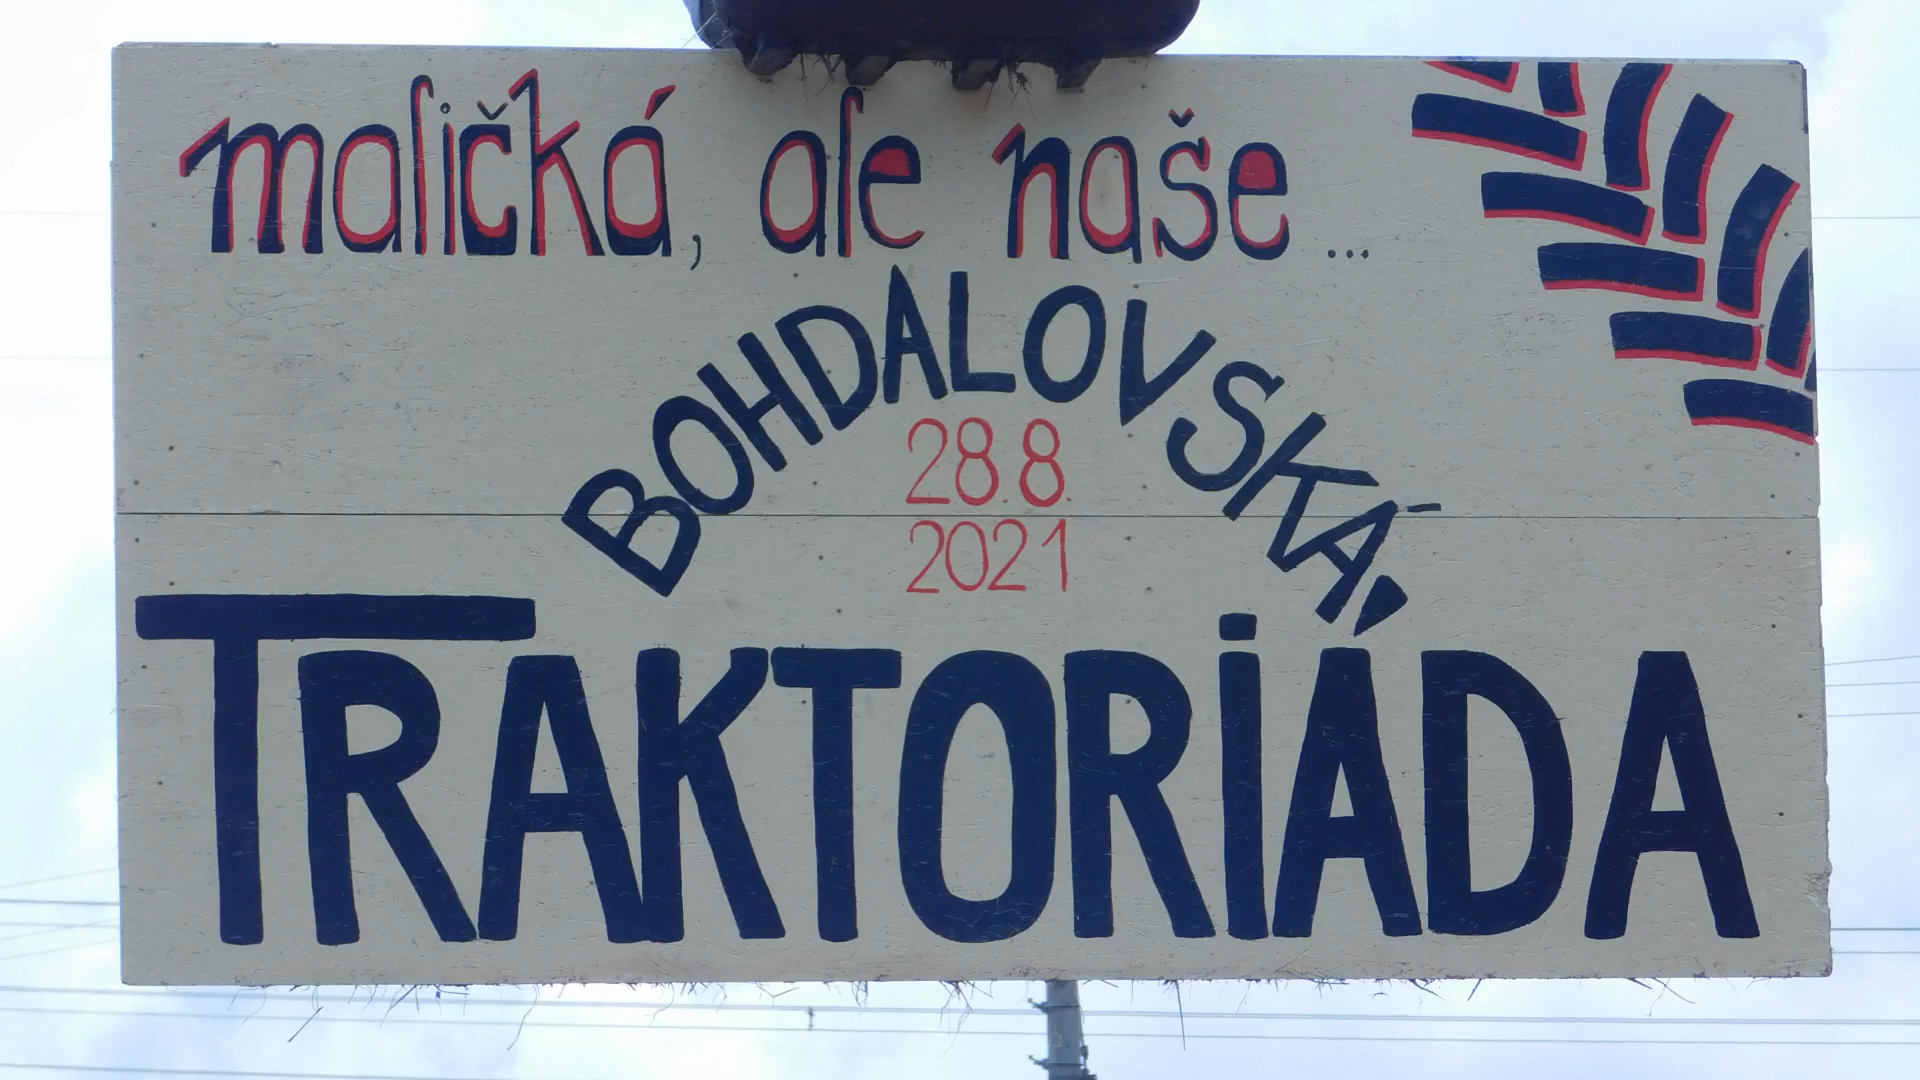 maličká, ale naše ...
BOHDALOVSKÁ
28.8.
2021
TRAKTORIÁDA